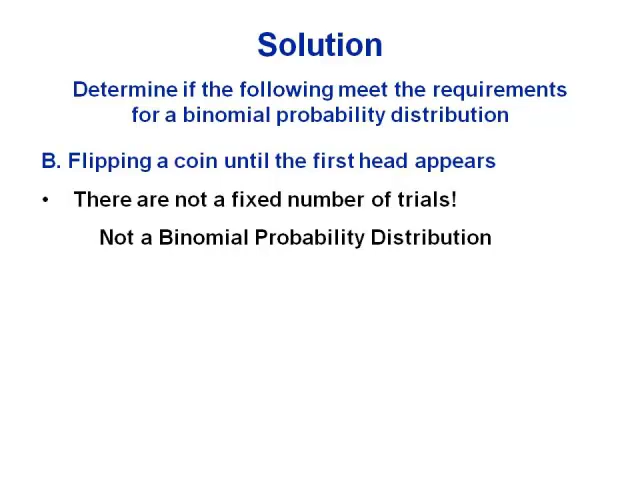 Solution
Determine if the following meet the requirements
for a binomial probability distribution
B. Flipping a coin until the first head appears
• There are not a fixed number of trials!
Not a Binomial Probability Distribution